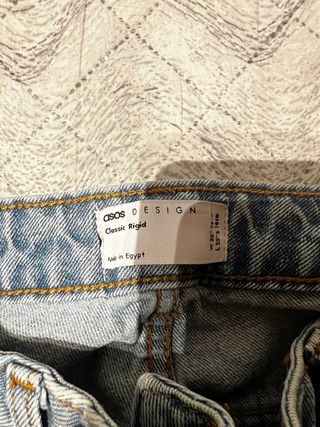 asos DESIGN
Classic Rigid
Made in Egypt